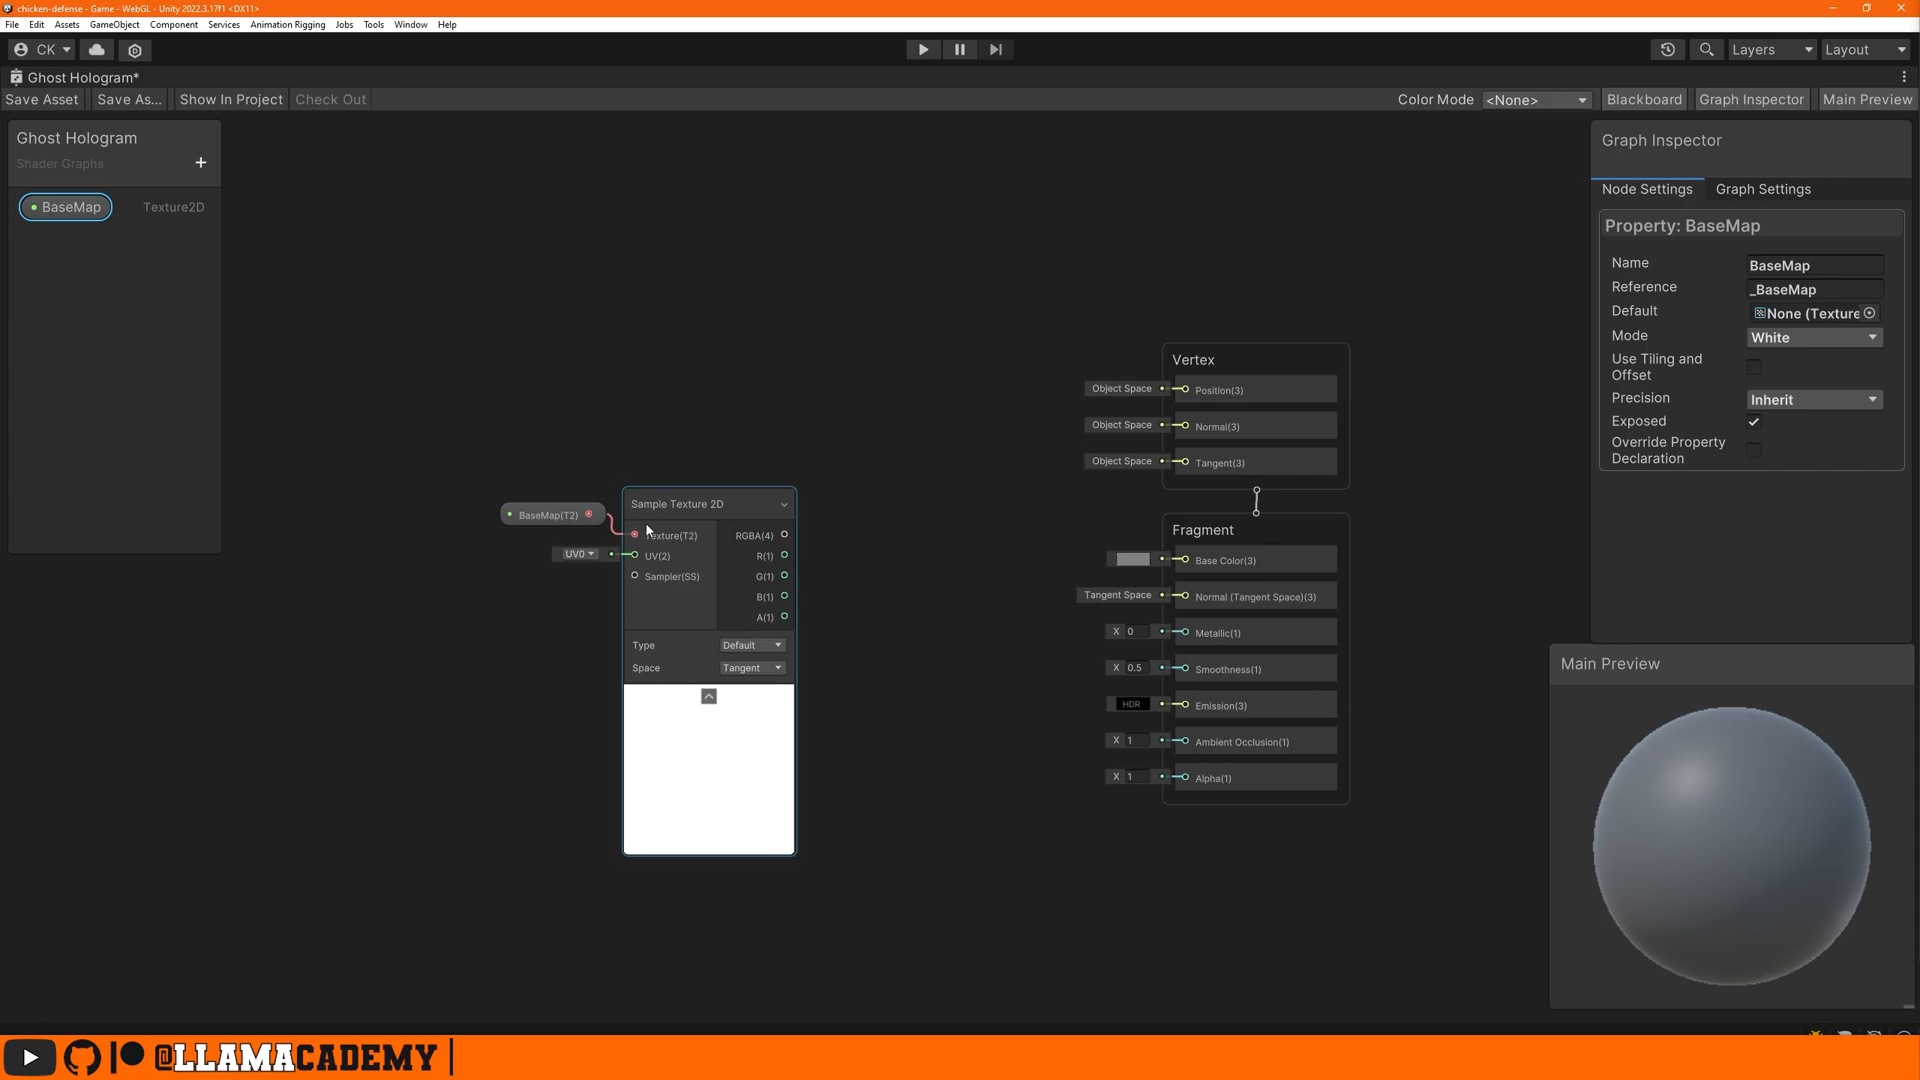 chicken-defense - Game - WebGL - Unity 2022.3.17f1 <DX11>
File Edit Assets GameObject Component Services Animation Rigging Jobs Tools Window Help
CK
Layers
Layout
Ghost Hologram*
Save Asset
Save As...
Show In Project
Check Out
Color Mode
<None>
Blackboard
Graph Inspector
Main Preview
Ghost Hologram
Shader Graphs
+
BaseMap
Texture2D
BaseMap(T2)
UV0
Sample Texture 2D
Texture(T2)
UV(2)
Sampler(SS)
RGBA(4)
R(1)
G(1)
B(1)
A(1)
Type
Default
Space
Tangent
Vertex
Object Space
Position(3)
Object Space
Normal(3)
Object Space
Tangent(3)
Fragment
Base Color(3)
Tangent Space
Normal (Tangent Space)(3)
X 0
Metallic(1)
X 0.5
Smoothness(1)
HDR
Emission(3)
X 1
Ambient Occlusion(1)
X 1
Alpha(1)
Graph Inspector
Node Settings
Graph Settings
Property: BaseMap
Name
BaseMap
Reference
_BaseMap
Default
None (Texture
Mode
White
Use Tiling and
Offset
Precision
Inherit
Exposed
Override Property
Declaration
Main Preview
@LLAMACADEMY